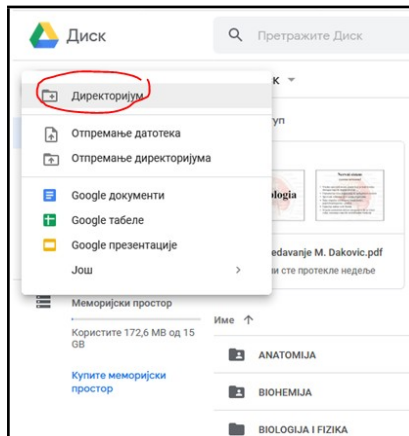 Диск
Претражите Диск
Директоријум
к
Отпремање датотека
уп
Отпремање директоријума
Google документи
ologia
Google табеле
Google презентације
edavanje M. Dakovic.pdf
Још
ли сте протекле недеље
Меморијски простор
Име
Користите 172,6 MB од 15
GB
ANATOMIJA
Купите меморијски
простор
BIOHEMIJA
BIOLOGIJA I FIZIKA